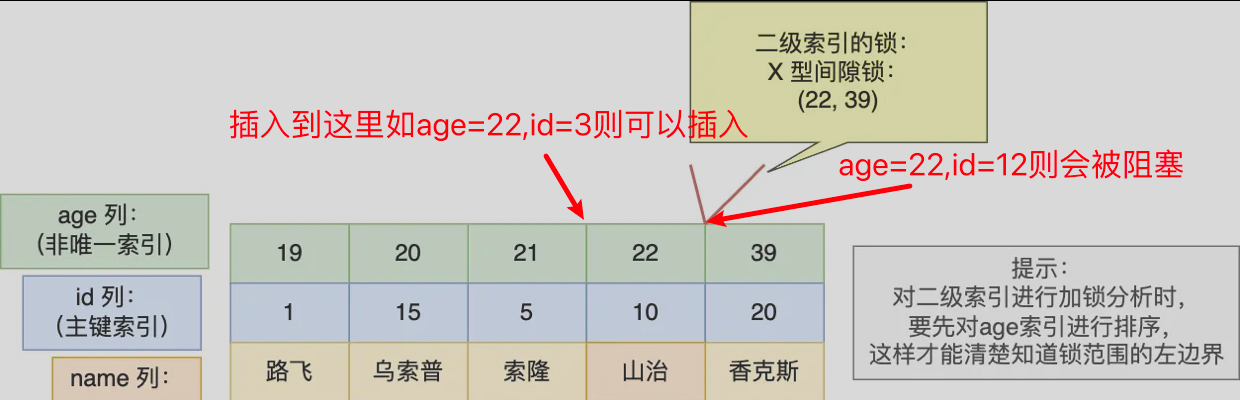 二级索引的锁：
X 型间隙锁：
(22, 39)
插入到这里如age=22,id=3则可以插入
age=22,id=12则会被阻塞
age 列：
（非唯一索引）
19 20 21 22 39
id 列：
（主键索引）
1 15 5 10 20
name 列：
路飞 乌索普 索隆 山治 香克斯
提示：
对二级索引进行加锁分析时，
要先对age索引进行排序，
这样才能清楚知道锁范围的左边界